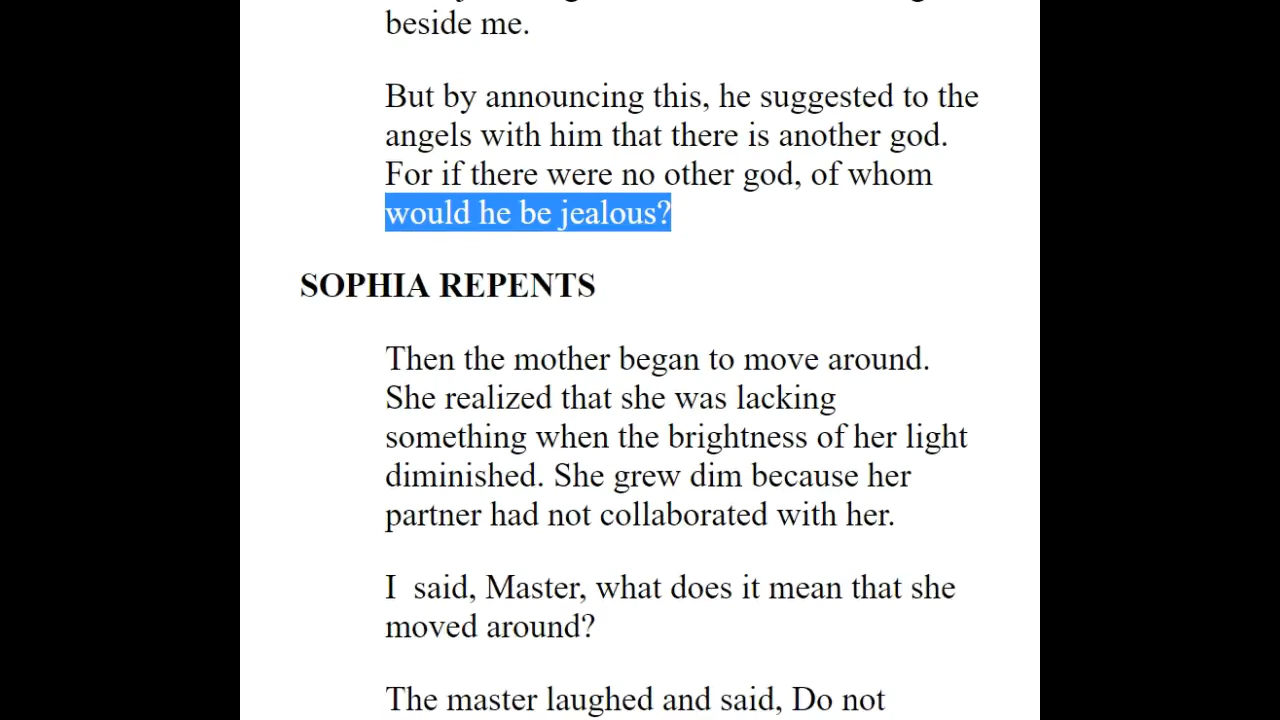 beside me.
But by announcing this, he suggested to the
angels with him that there is another god.
For if there were no other god, of whom
would he be jealous?
SOPHIA REPENTS
Then the mother began to move around.
She realized that she was lacking
something when the brightness of her light
diminished. She grew dim because her
partner had not collaborated with her.
I said, Master, what does it mean that she
moved around?
The master laughed and said, Do not